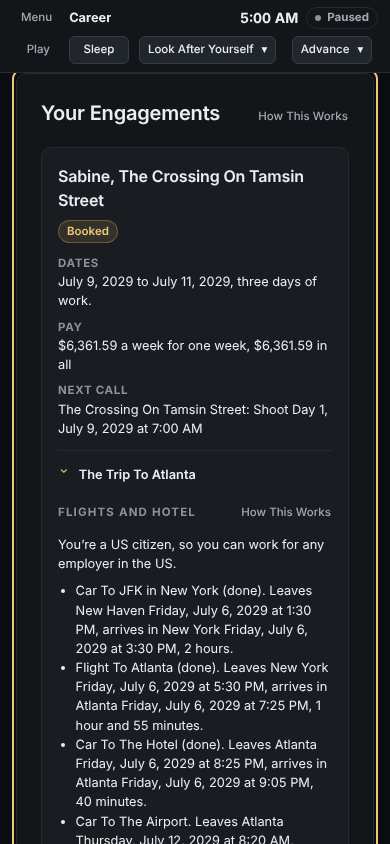 Menu Career 5:00 AM Paused
Play Sleep Look After Yourself ▾ Advance ▾
Your Engagements How This Works
Sabine, The Crossing On Tamsin
Street
Booked
DATES
July 9, 2029 to July 11, 2029, three days of
work.
PAY
$6,361.59 a week for one week, $6,361.59 in
all
NEXT CALL
The Crossing On Tamsin Street: Shoot Day 1,
July 9, 2029 at 7:00 AM
The Trip To Atlanta
FLIGHTS AND HOTEL How This Works
You're a US citizen, so you can work for any
employer in the US.
• Car To JFK in New York (done). Leaves
New Haven Friday, July 6, 2029 at 1:30
PM, arrives in New York Friday, July 6,
2029 at 3:30 PM, 2 hours.
• Flight To Atlanta (done). Leaves New York
Friday, July 6, 2029 at 5:30 PM, arrives in
Atlanta Friday, July 6, 2029 at 7:25 PM, 1
hour and 55 minutes.
• Car To The Hotel (done). Leaves Atlanta
Friday, July 6, 2029 at 8:25 PM, arrives in
Atlanta Friday, July 6, 2029 at 9:05 PM,
40 minutes.
• Car To The Airport. Leaves Atlanta
Thursday, July 12, 2029 at 8:20 AM,